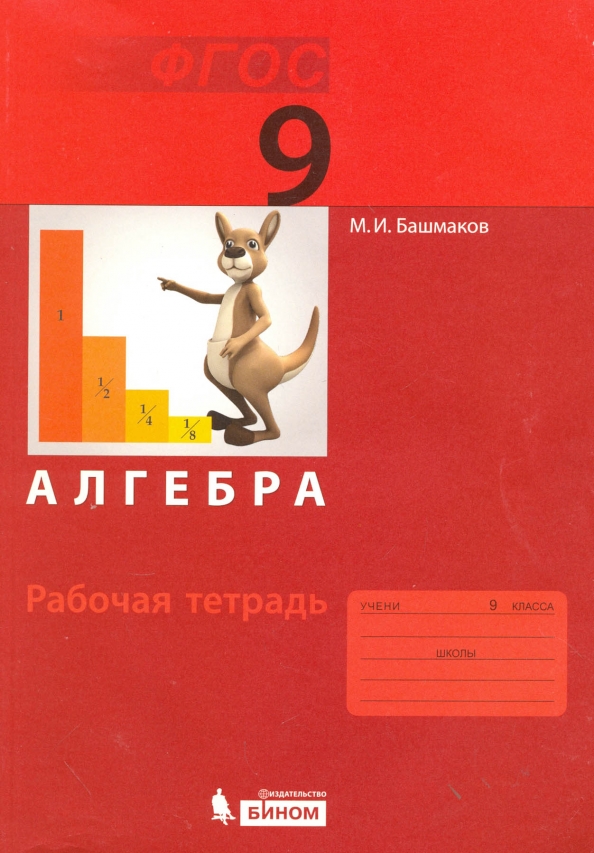 ФГОС
9
М.И. Башмаков
1
1/2
1/4
1/8
АЛГЕБРА
Рабочая тетрадь
УЧЕНИ 9 КЛАССА
ШКОЛЫ
ИЗДАТЕЛЬСТВО
БИНОМ